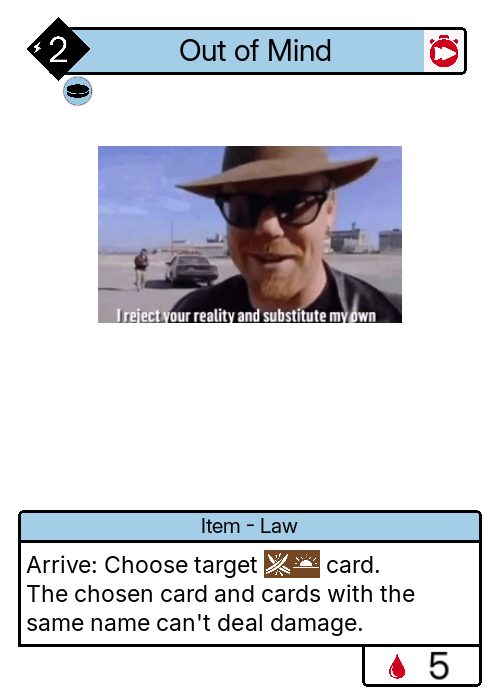 2
Out of Mind
I reject your reality and substitute my own
Item - Law
Arrive: Choose target card.
The chosen card and cards with the
same name can't deal damage.
5